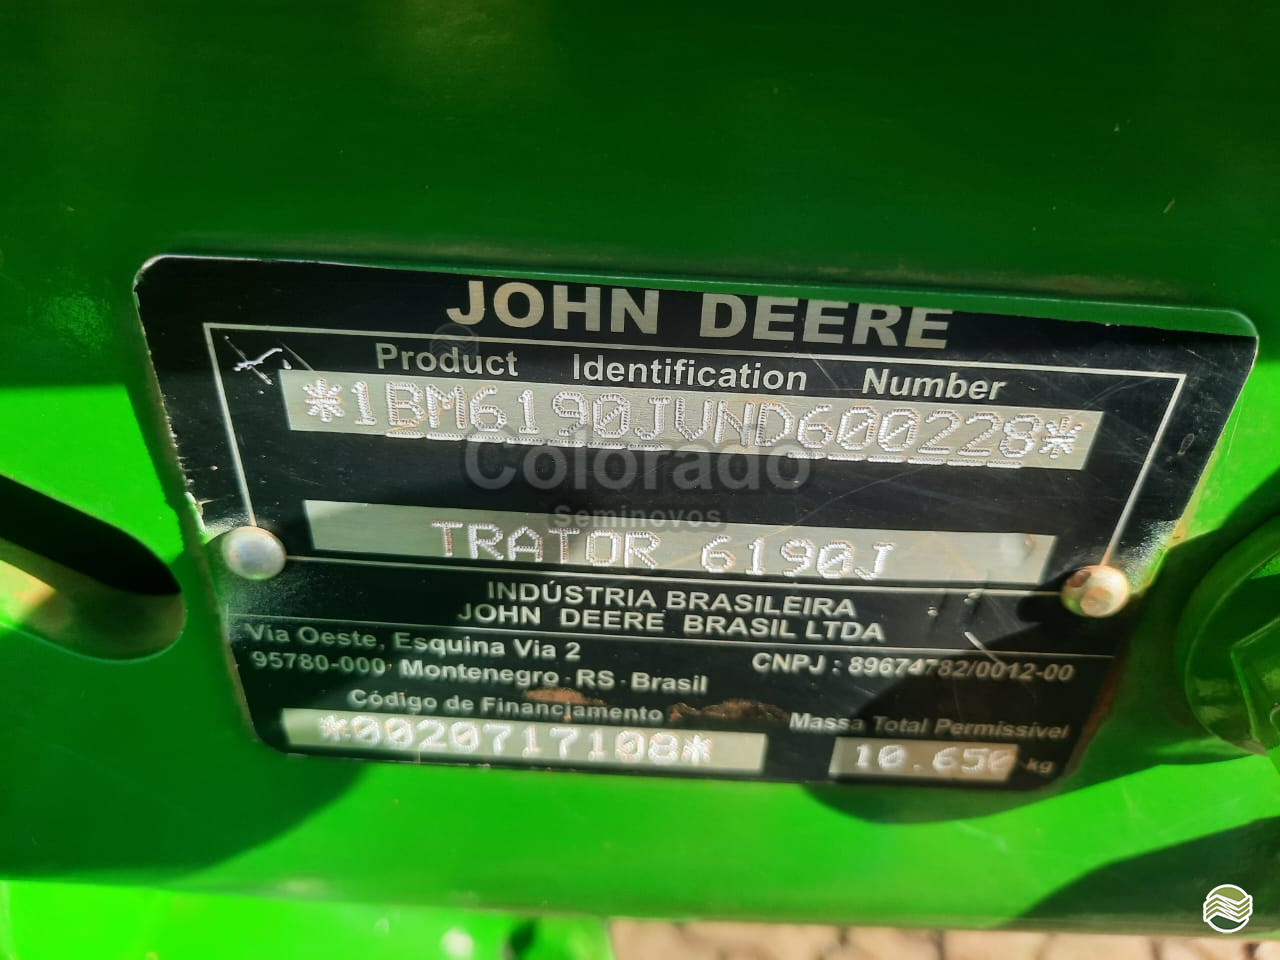 JOHN DEERE
Product Identification Number
*1BM6190JVND600228*
Colorado
Seminovos
TRATOR 6190J
INDÚSTRIA BRASILEIRA
JOHN DEERE BRASIL LTDA
Via Oeste, Esquina Via 2
95780-000 Montenegro - RS - Brasil
CNPJ : 89674782/0012-00
Código de Financiamento
*0020717108*
Massa Total Permissível
10.650 kg